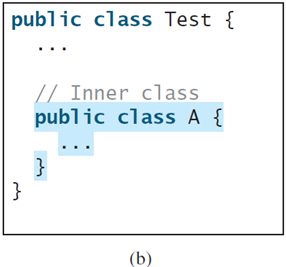 public class Test {
...
// Inner class
public class A {
...
}
}
(b)